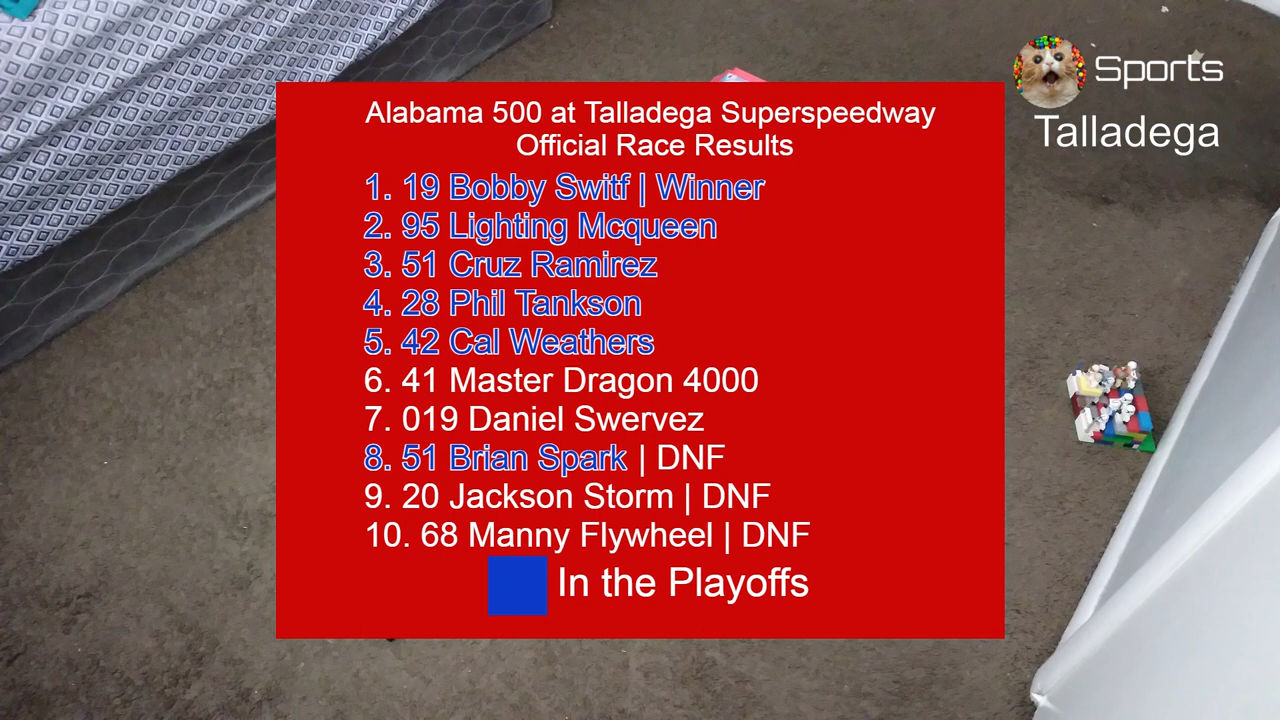 Sports
Talladega
Alabama 500 at Talladega Superspeedway
Official Race Results
1. 19 Bobby Switf | Winner
2. 95 Lighting Mcqueen
3. 51 Cruz Ramirez
4. 28 Phil Tankson
5. 42 Cal Weathers
6. 41 Master Dragon 4000
7. 019 Daniel Swervez
8. 51 Brian Spark | DNF
9. 20 Jackson Storm | DNF
10. 68 Manny Flywheel | DNF
In the Playoffs